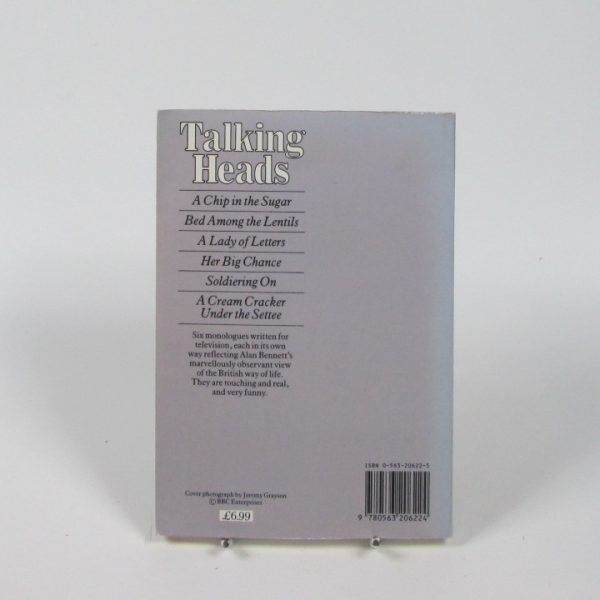 Talking
Heads
A Chip in the Sugar
Bed Among the Lentils
A Lady of Letters
Her Big Chance
Soldiering On
A Cream Cracker
Under the Settee
Six monologues written for
television, each in its own
way reflecting Alan Bennett's
marvellously observant view
of the British way of life.
They are touching and real,
and very funny.
Cover photograph by Jeremy Grayson
© BBC Enterprises
£6.99
ISBN 0-563-20622-5
9 780563 206224